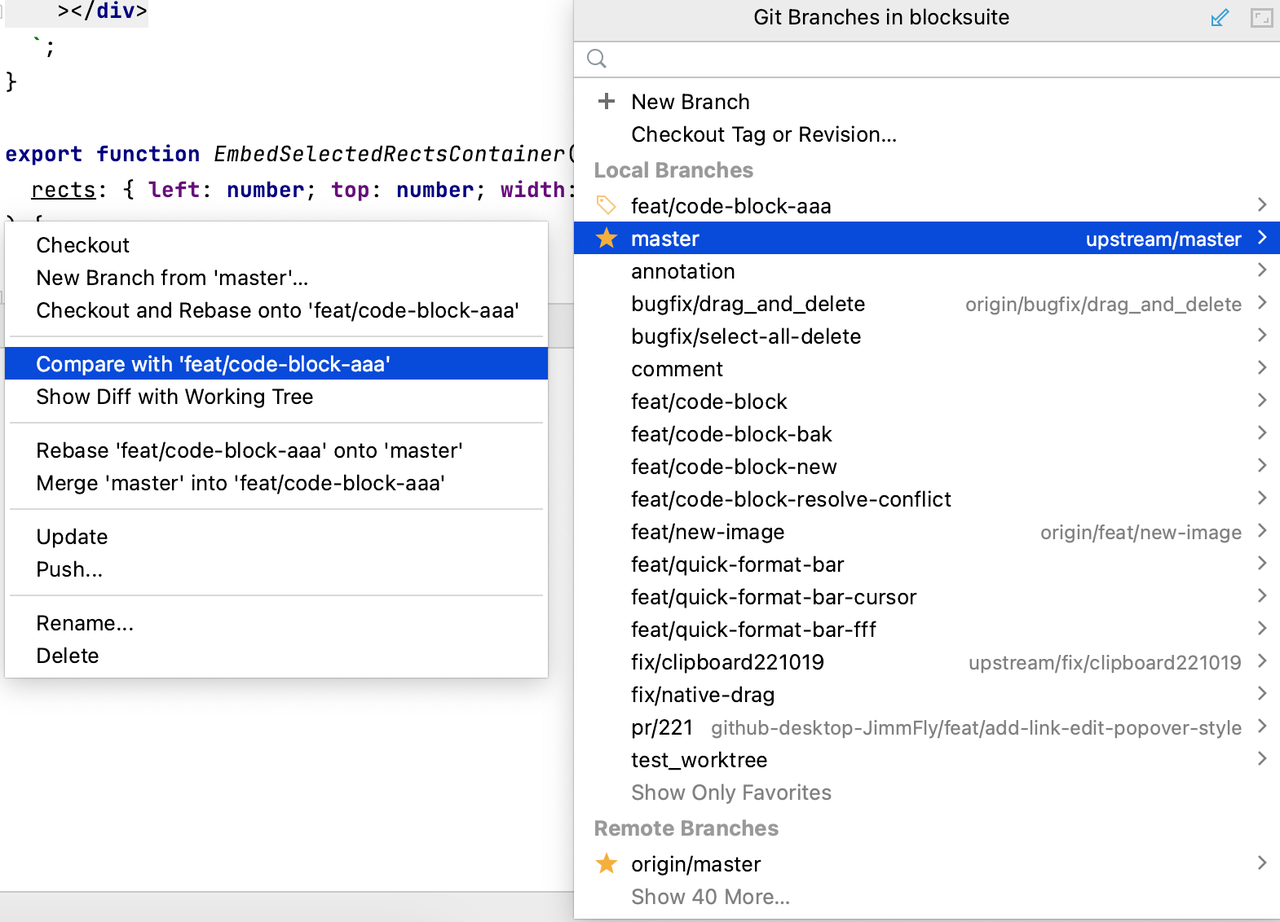 ></div>
`;
}
export function EmbedSelectedRectsContainer(
rects: { left: number; top: number; width:
Checkout
New Branch from 'master'...
Checkout and Rebase onto 'feat/code-block-aaa'
Compare with 'feat/code-block-aaa'
Show Diff with Working Tree
Rebase 'feat/code-block-aaa' onto 'master'
Merge 'master' into 'feat/code-block-aaa'
Update
Push...
Rename...
Delete
Git Branches in blocksuite
New Branch
Checkout Tag or Revision...
Local Branches
feat/code-block-aaa
master upstream/master
annotation
bugfix/drag_and_delete origin/bugfix/drag_and_delete
bugfix/select-all-delete
comment
feat/code-block
feat/code-block-bak
feat/code-block-new
feat/code-block-resolve-conflict
feat/new-image origin/feat/new-image
feat/quick-format-bar
feat/quick-format-bar-cursor
feat/quick-format-bar-fff
fix/clipboard221019 upstream/fix/clipboard221019
fix/native-drag
pr/221 github-desktop-JimmFly/feat/add-link-edit-popover-style
test_worktree
Show Only Favorites
Remote Branches
origin/master
Show 40 More...